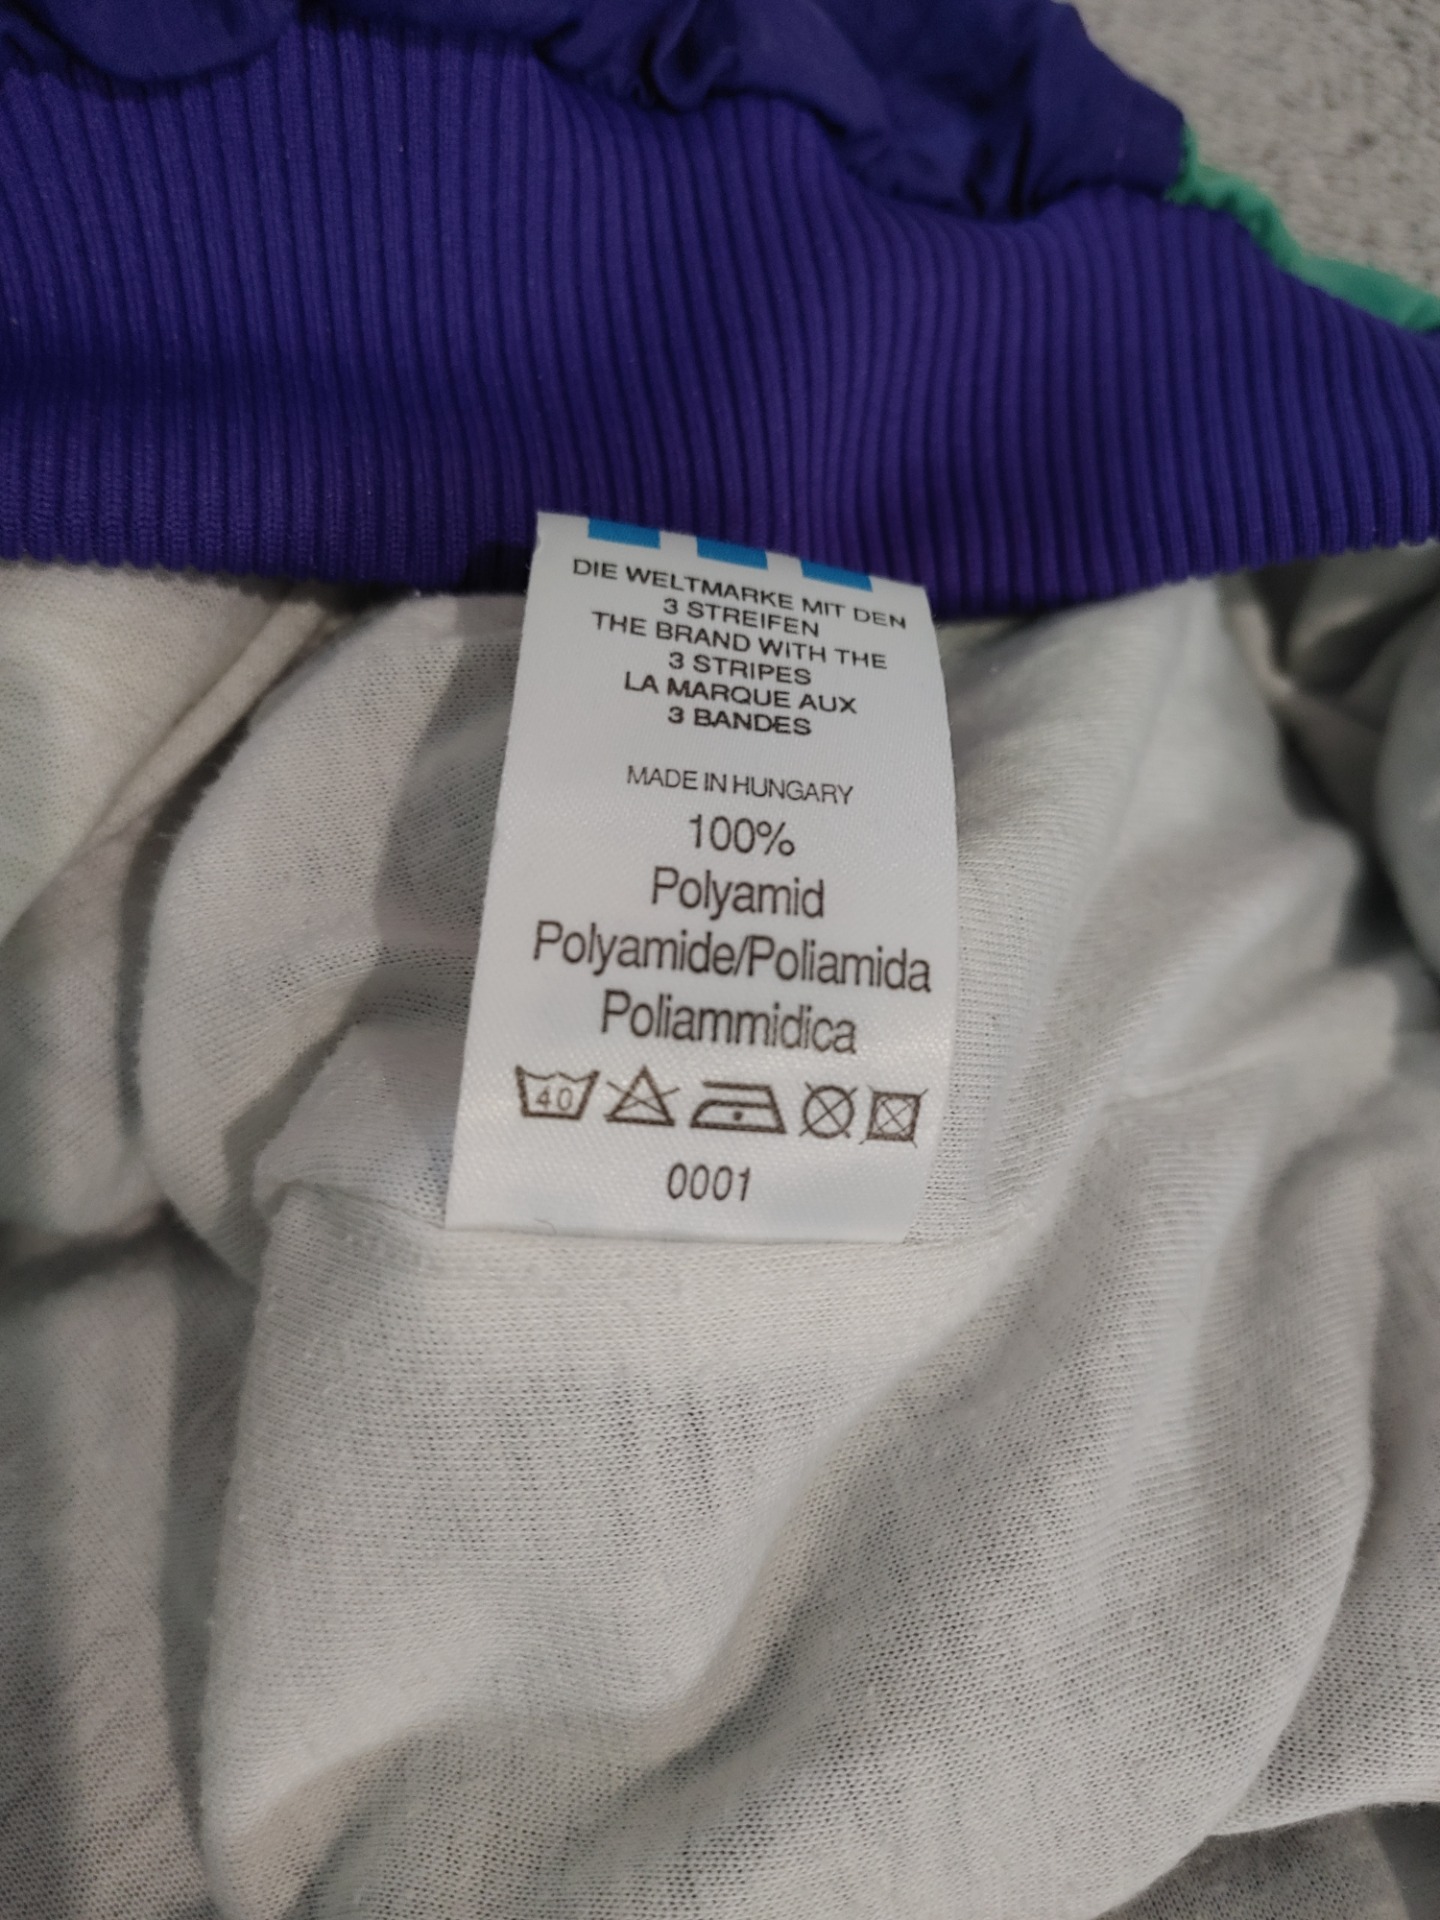 DIE WELTMARKE MIT DEN
3 STREIFEN
THE BRAND WITH THE
3 STRIPES
LA MARQUE AUX
3 BANDES
MADE IN HUNGARY
100%
Polyamid
Polyamide/Poliamida
Poliammidica
40
0001